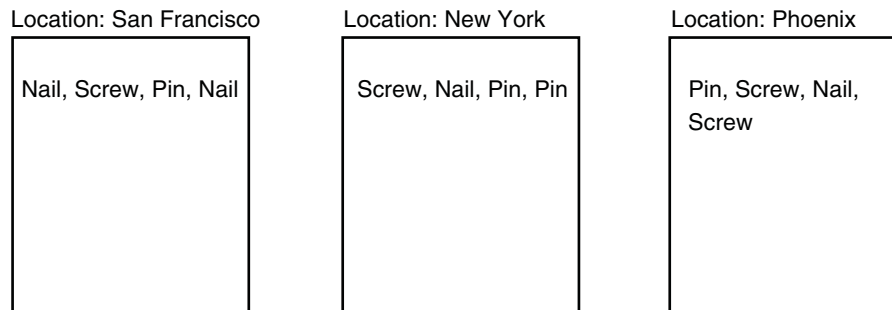 Location: San Francisco
Nail, Screw, Pin, Nail
Location: New York
Screw, Nail, Pin, Pin
Location: Phoenix
Pin, Screw, Nail,
Screw